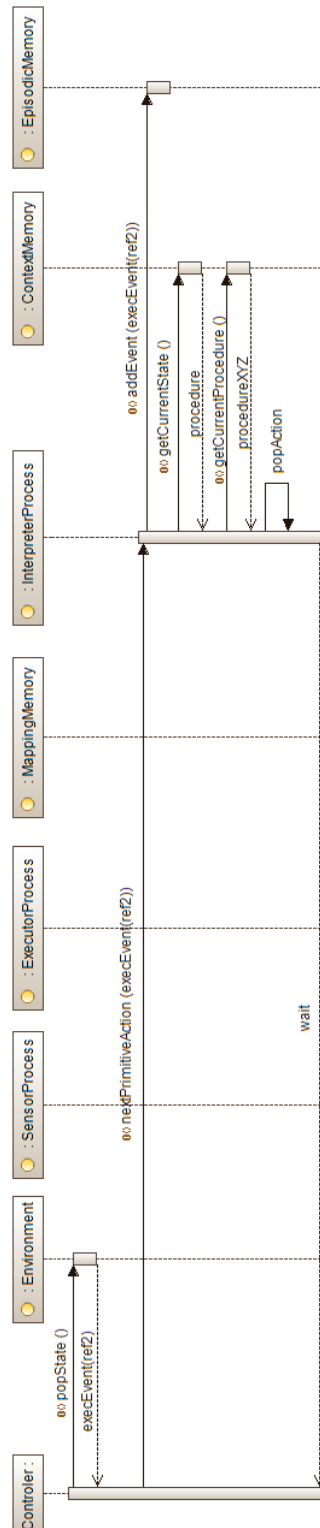 Controler :
: Environment
: SensorProcess
: ExecutorProcess
: MappingMemory
: InterpreterProcess
: ContextMemory
: EpisodicMemory
popState ()
execEvent(ref2)
nextPrimitiveAction (execEvent(ref2))
addEvent (execEvent(ref2))
getCurrentState ()
procedure
getCurrentProcedure ()
procedureXYZ
popAction
wait